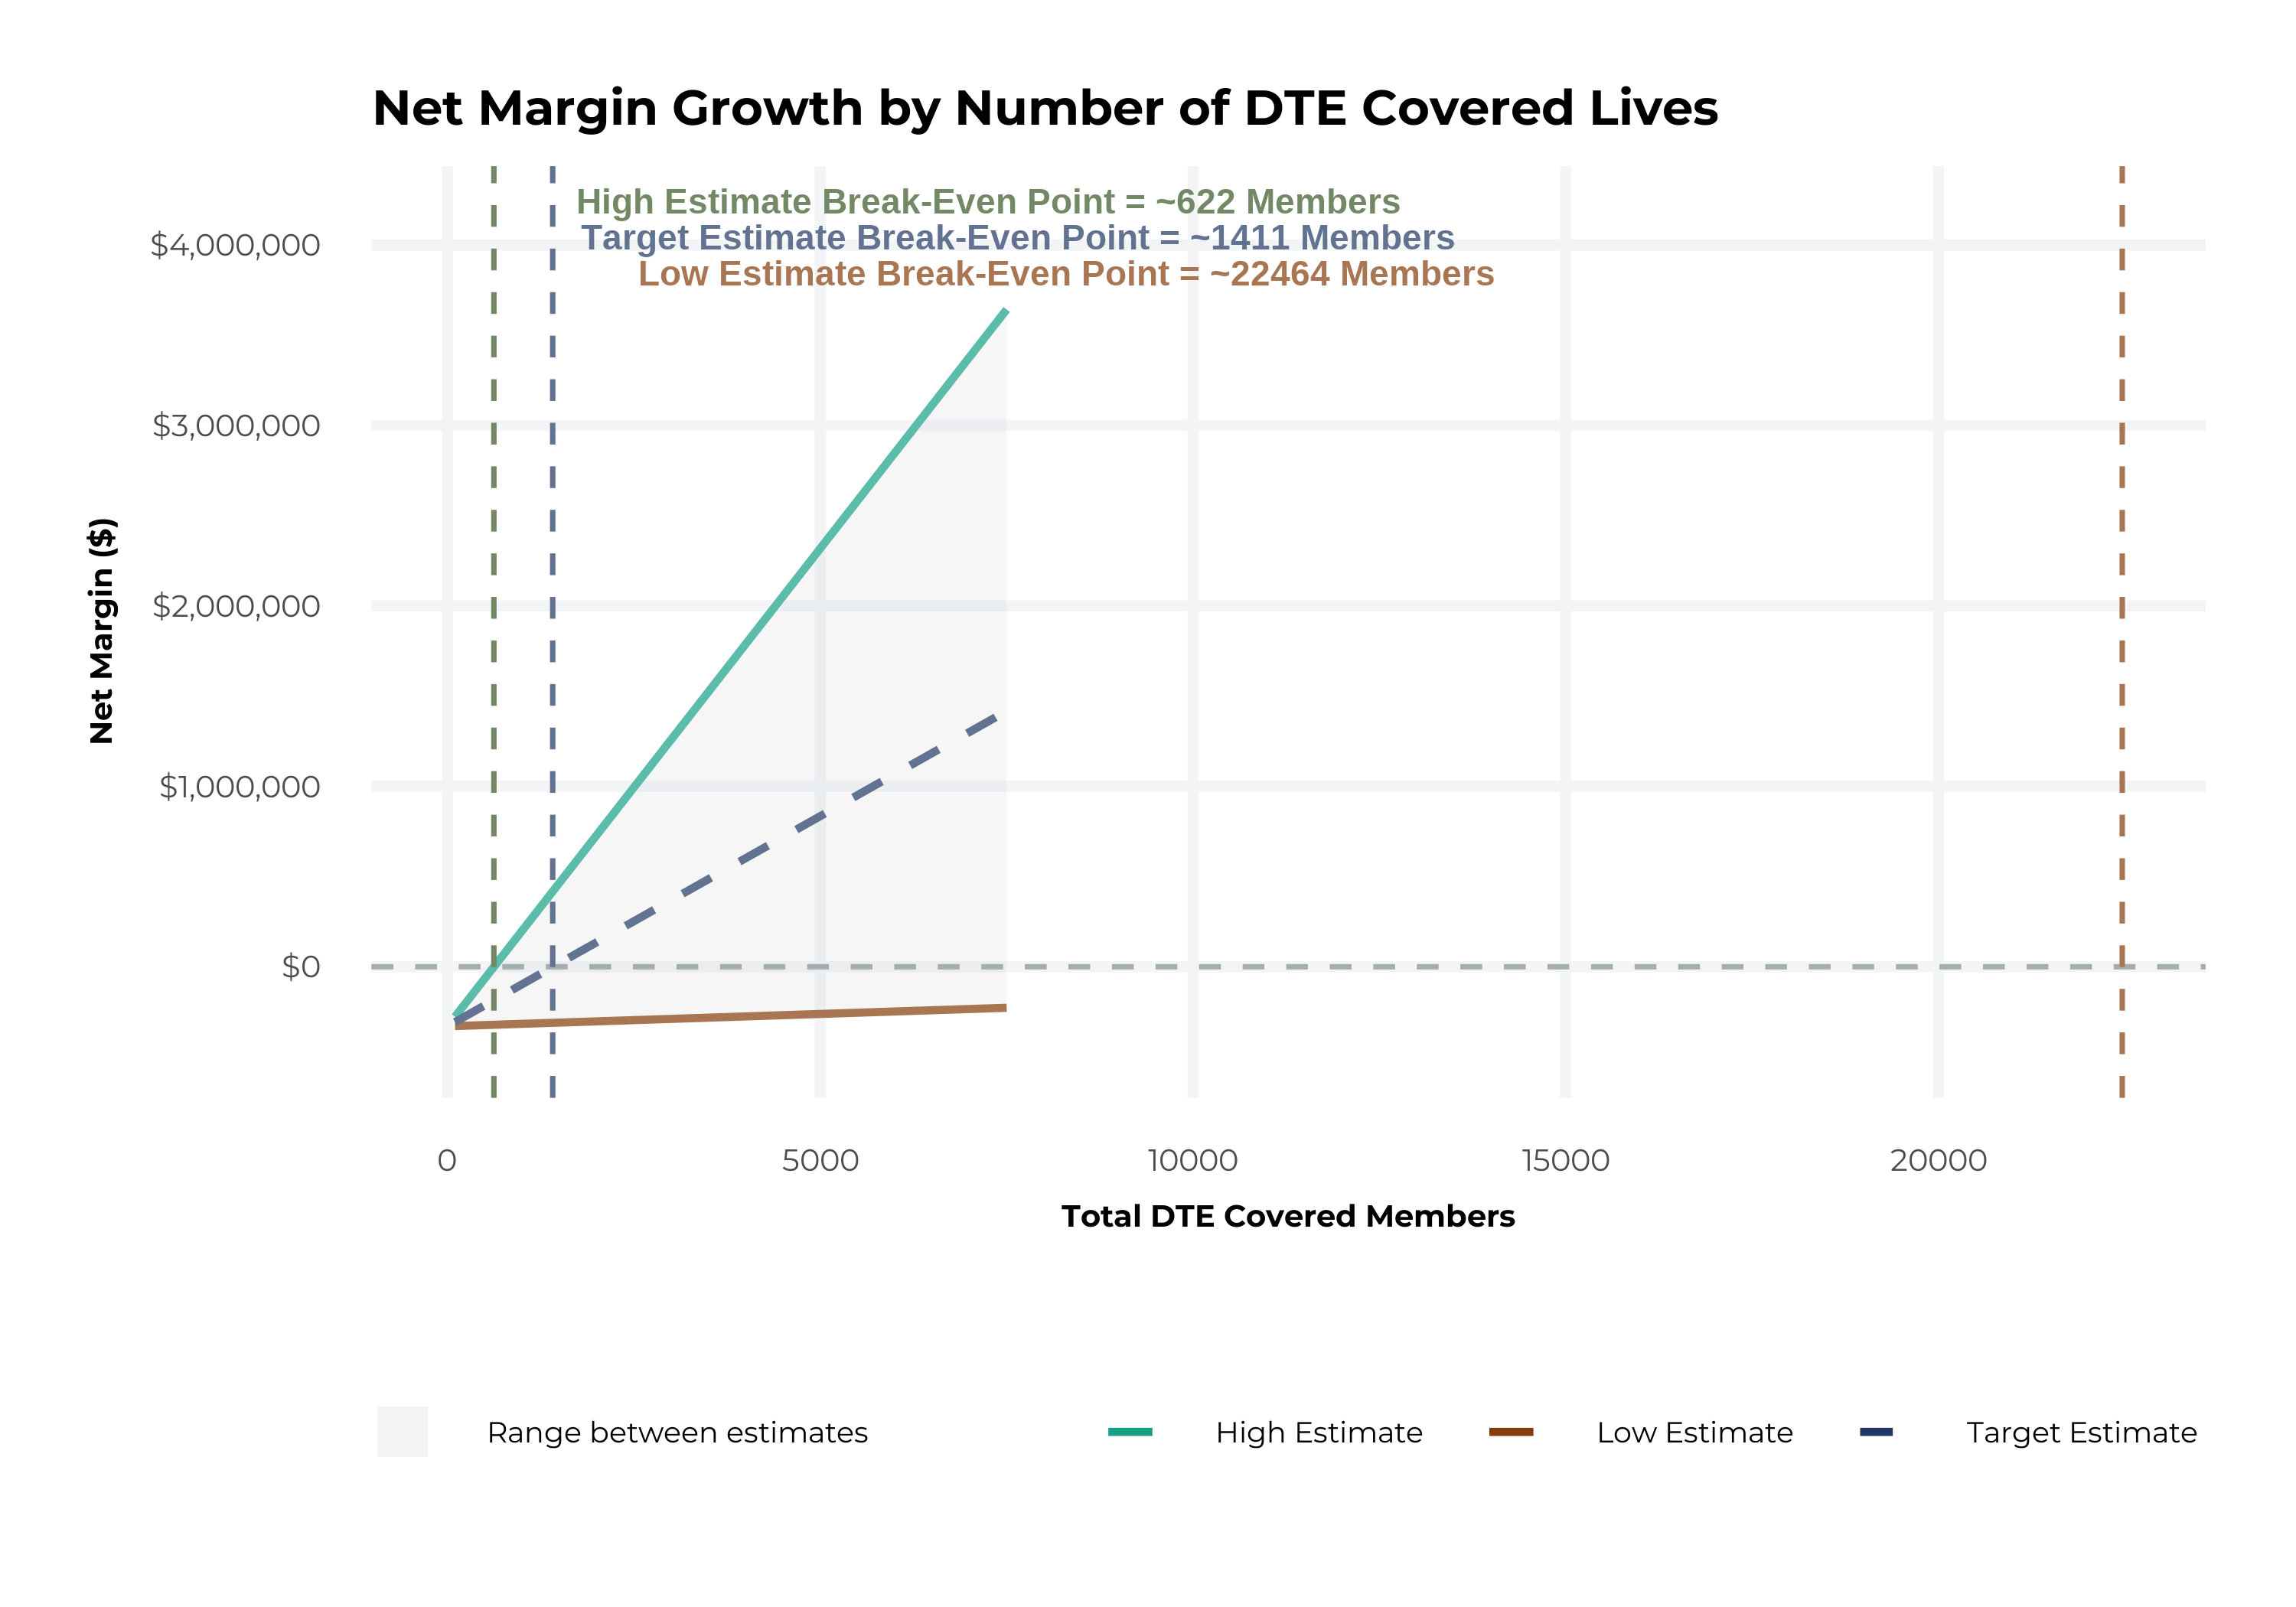 Net Margin Growth by Number of DTE Covered Lives
High Estimate Break-Even Point = ~622 Members
Target Estimate Break-Even Point = ~1411 Members
Low Estimate Break-Even Point = ~22464 Members
$4,000,000
$3,000,000
$2,000,000
$1,000,000
$0
Net Margin ($)
0 5000 10000 15000 20000
Total DTE Covered Members
Range between estimates High Estimate Low Estimate Target Estimate